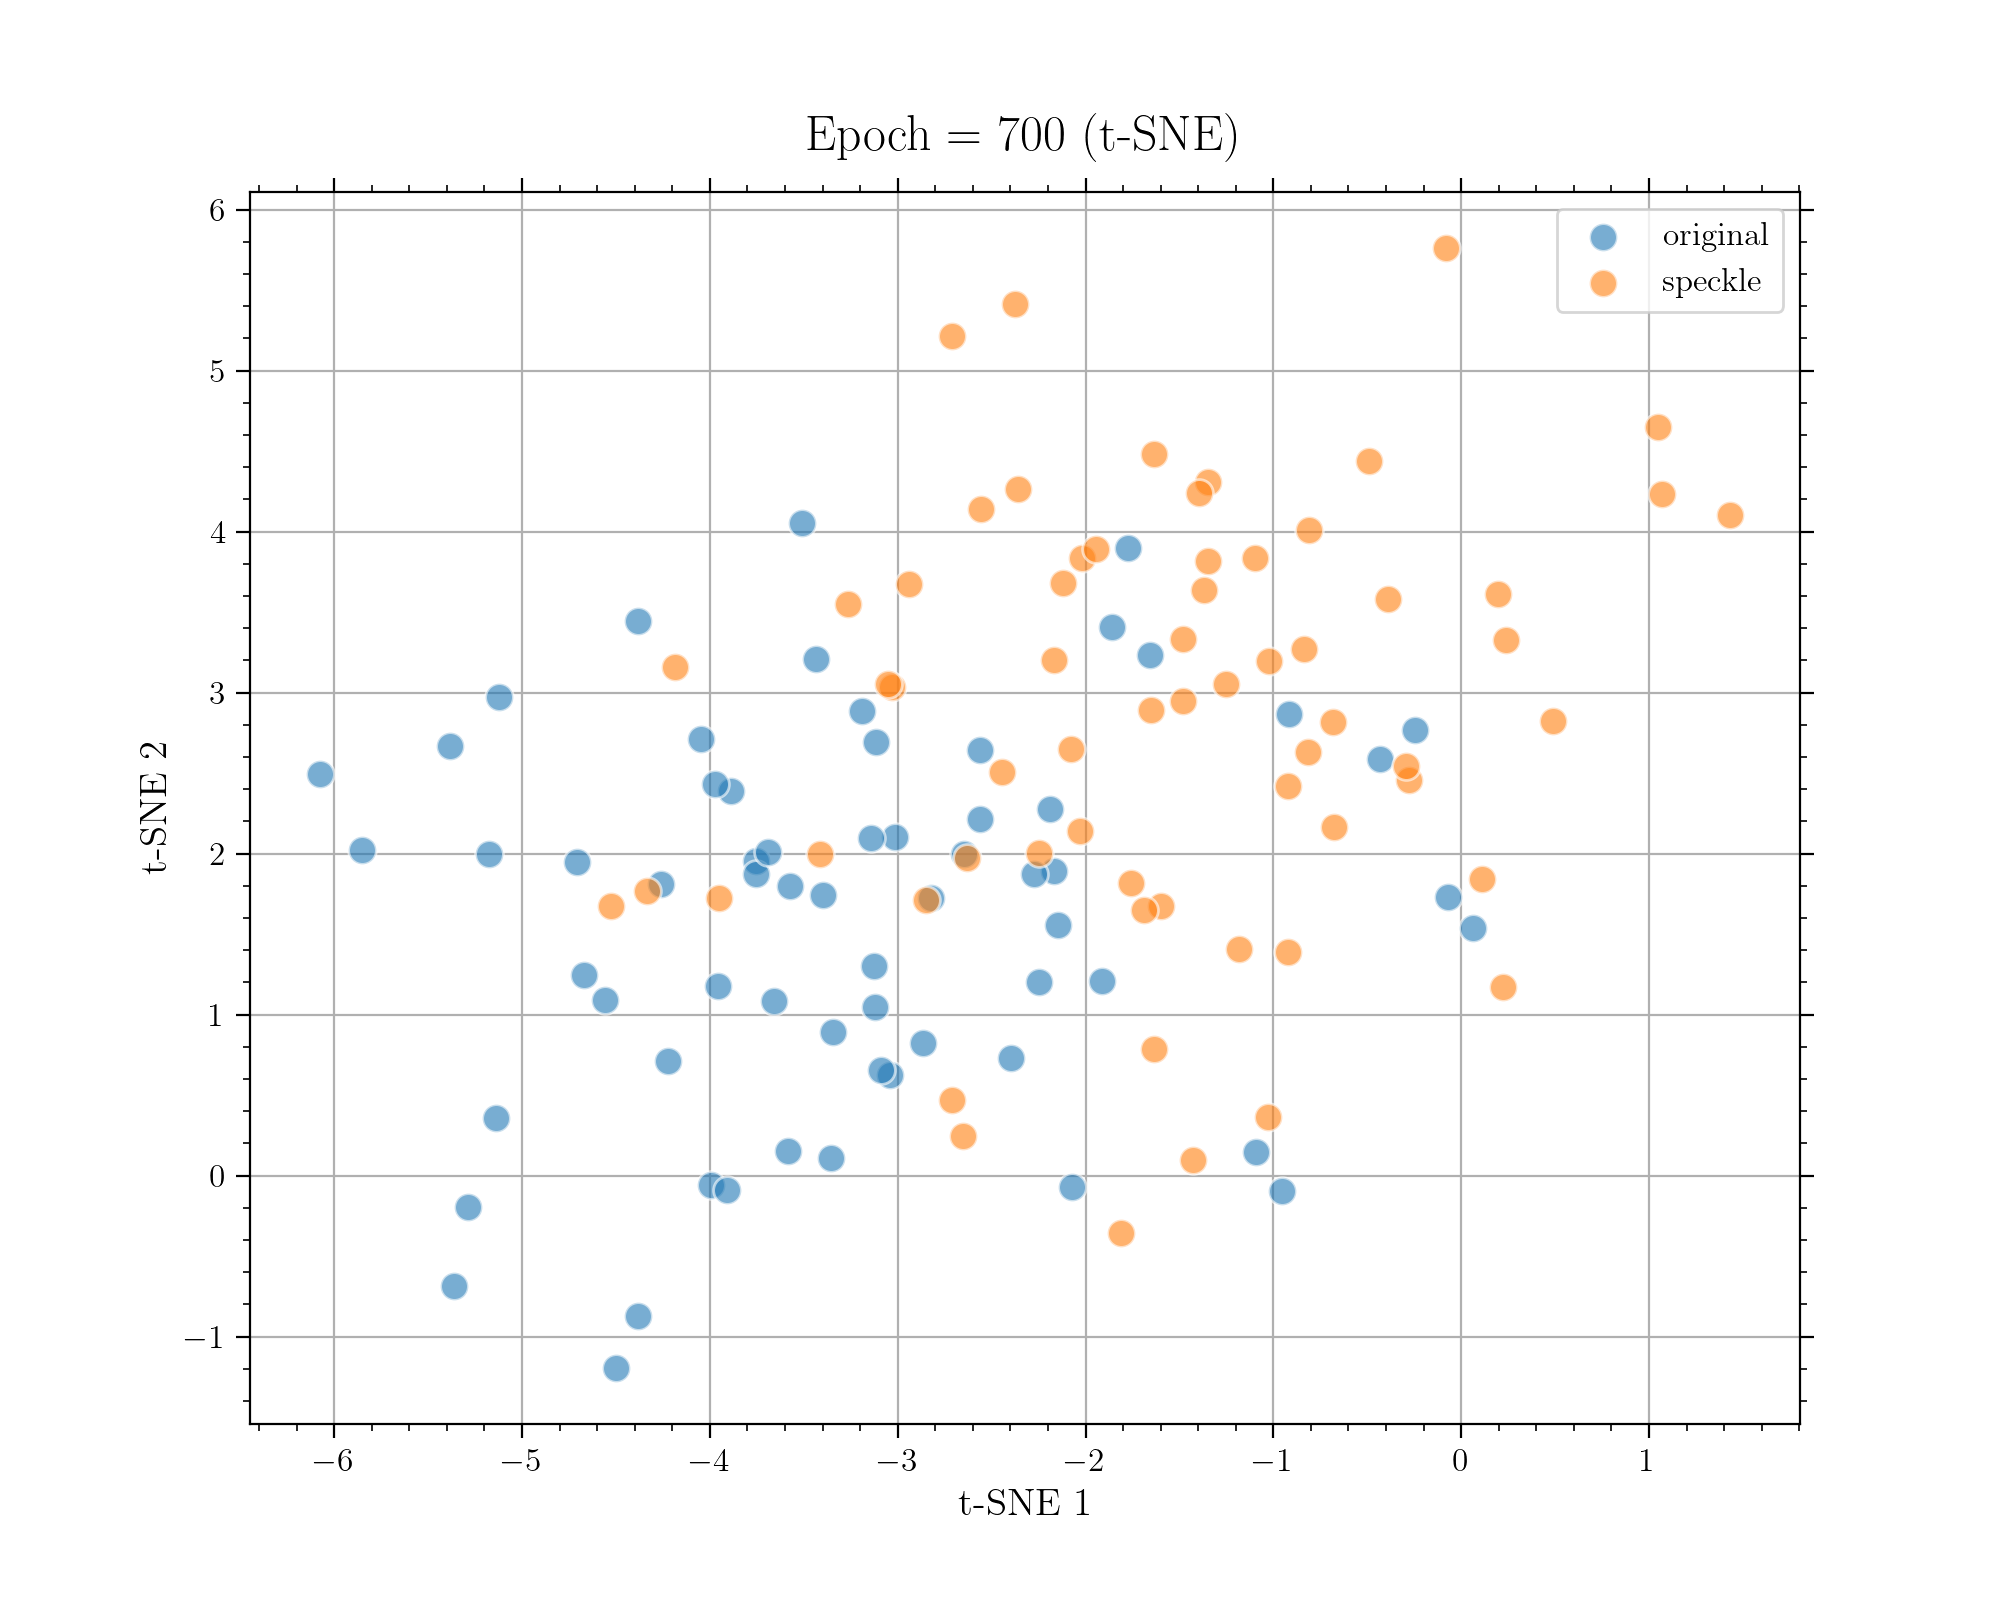 Epoch = 700 (t-SNE)
original
speckle
6
5
4
3
2
1
0
−1
t-SNE 2
−6 −5 −4 −3 −2 −1 0 1
t-SNE 1